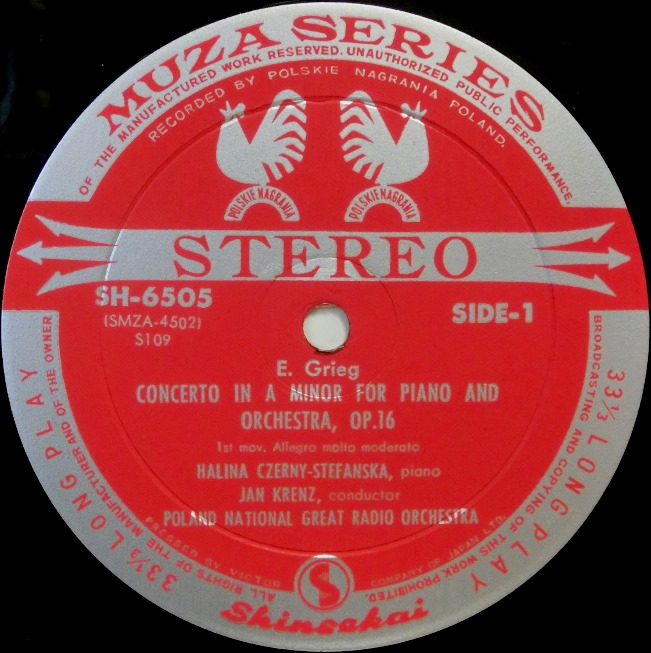 MUZA SERIES
ALL RIGHTS OF THE MANUFACTURER AND OF THE OWNER OF THE MANUFACTURED WORK RESERVED. UNAUTHORIZED PUBLIC PERFORMANCE, BROADCASTING AND COPYING OF THIS WORK PROHIBITED.
RECORDED BY POLSKIE NAGRANIA POLAND.
POLSKIE NAGRANIA
POLSKIE NAGRANIA
STEREO
SH-6505
(SMZA-4502)
S109
SIDE-1
E. Grieg
CONCERTO IN A MINOR FOR PIANO AND
ORCHESTRA, OP.16
1st mov. Allegro molto moderato
HALINA CZERNY-STEFANSKA, piano
JAN KRENZ, conductor
POLAND NATIONAL GREAT RADIO ORCHESTRA
33⅓ LONG PLAY
33⅓ LONG PLAY
PRESSED BY VICTOR COMPANY OF JAPAN LTD.
S
Shinsekai